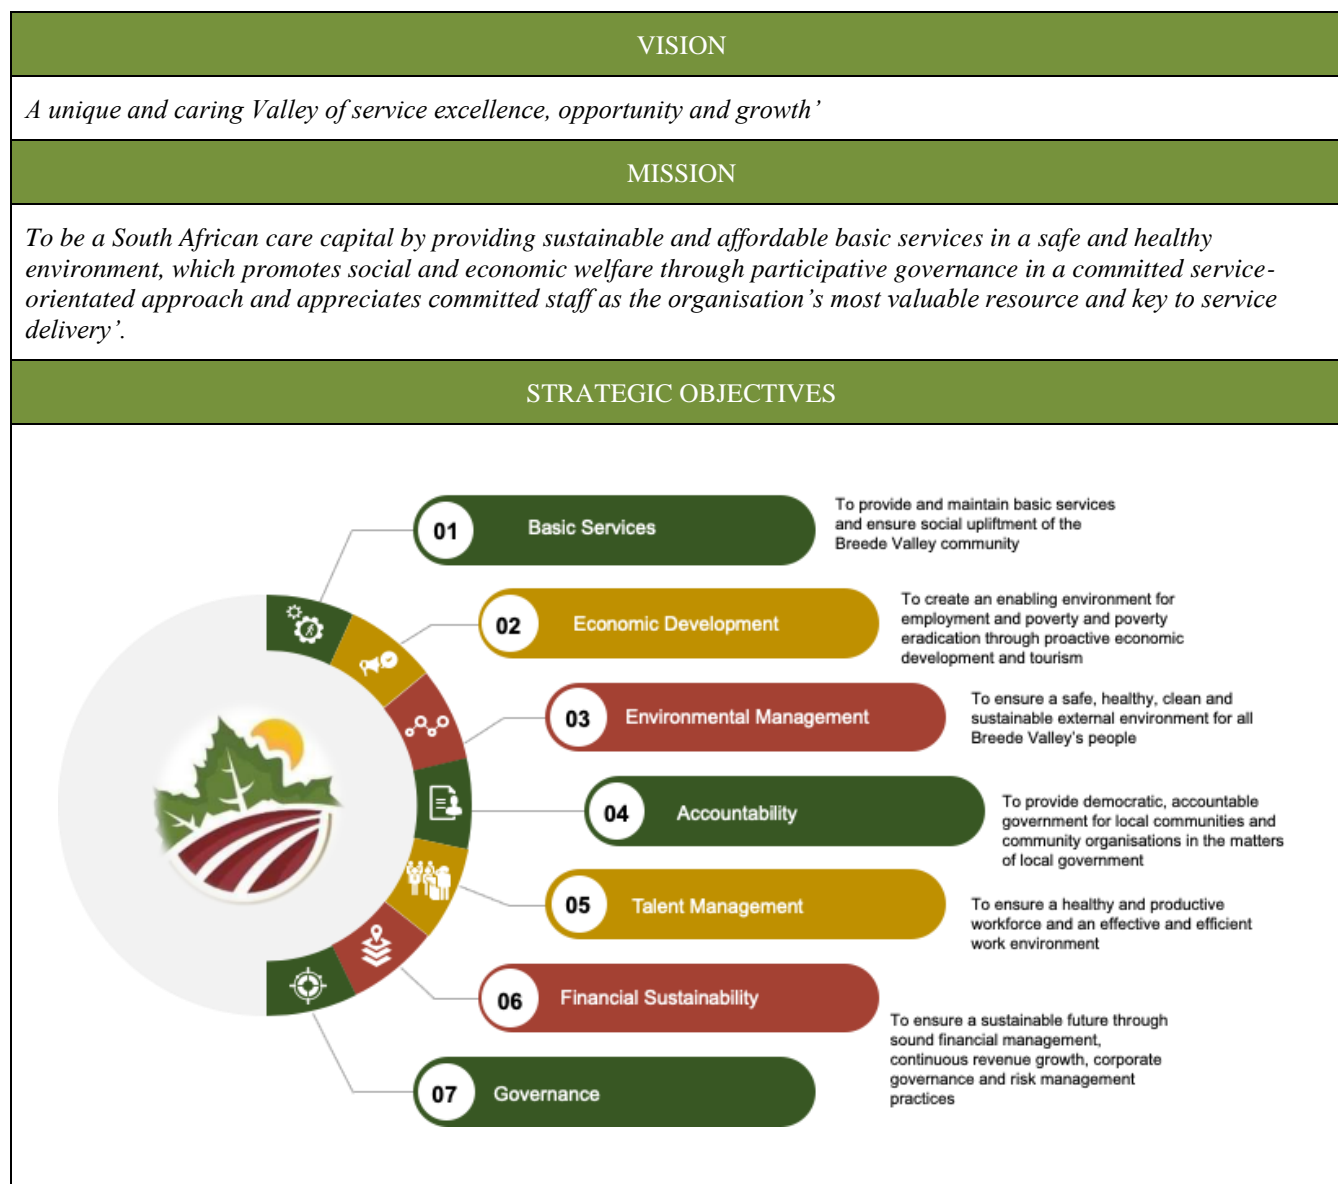 VISION
A unique and caring Valley of service excellence, opportunity and growth’
MISSION
To be a South African care capital by providing sustainable and affordable basic services in a safe and healthy
environment, which promotes social and economic welfare through participative governance in a committed service-
orientated approach and appreciates committed staff as the organisation’s most valuable resource and key to service
delivery’.
STRATEGIC OBJECTIVES
01
Basic Services
To provide and maintain basic services
and ensure social upliftment of the
Breede Valley community
02
Economic Development
To create an enabling environment for
employment and poverty and poverty
eradication through proactive economic
development and tourism
03
Environmental Management
To ensure a safe, healthy, clean and
sustainable external environment for all
Breede Valley's people
04
Accountability
To provide democratic, accountable
government for local communities and
community organisations in the matters
of local government
05
Talent Management
To ensure a healthy and productive
workforce and an effective and efficient
work environment
06
Financial Sustainability
To ensure a sustainable future through
sound financial management,
continuous revenue growth, corporate
governance and risk management
practices
07
Governance